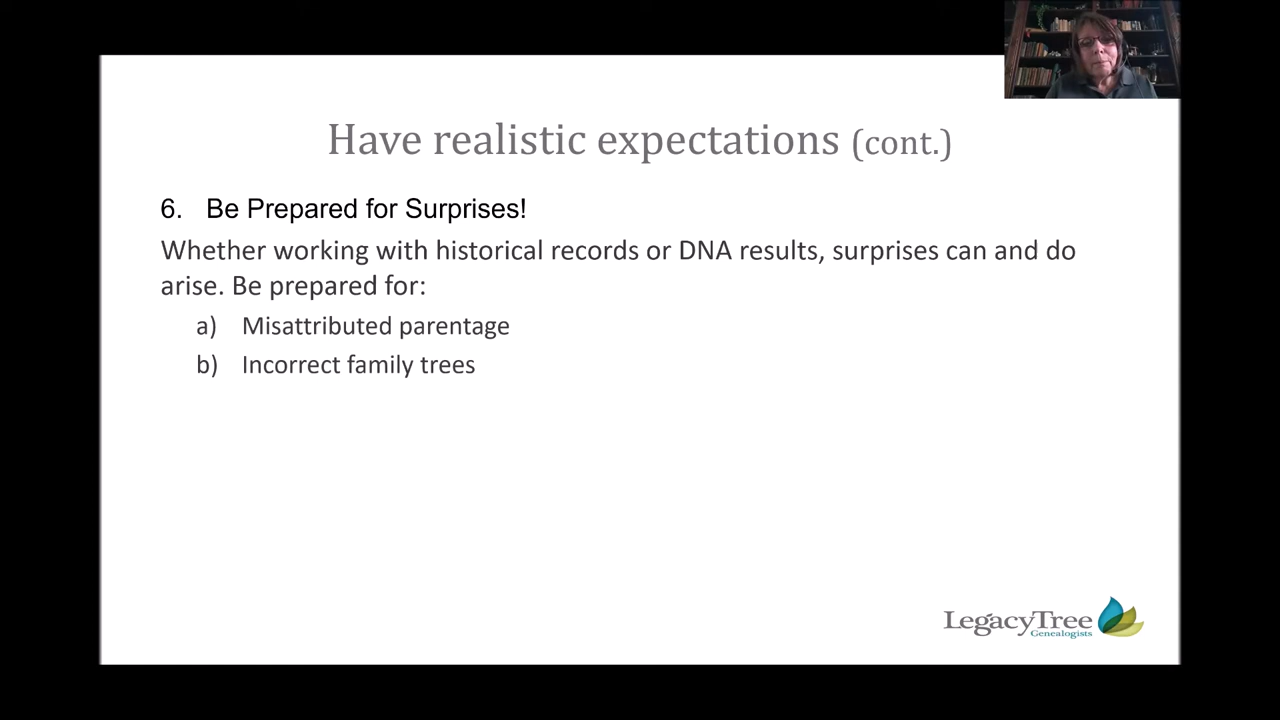 Have realistic expectations (cont.)
6. Be Prepared for Surprises!
Whether working with historical records or DNA results, surprises can and do
arise. Be prepared for:
a) Misattributed parentage
b) Incorrect family trees
LegacyTree
Genealogists